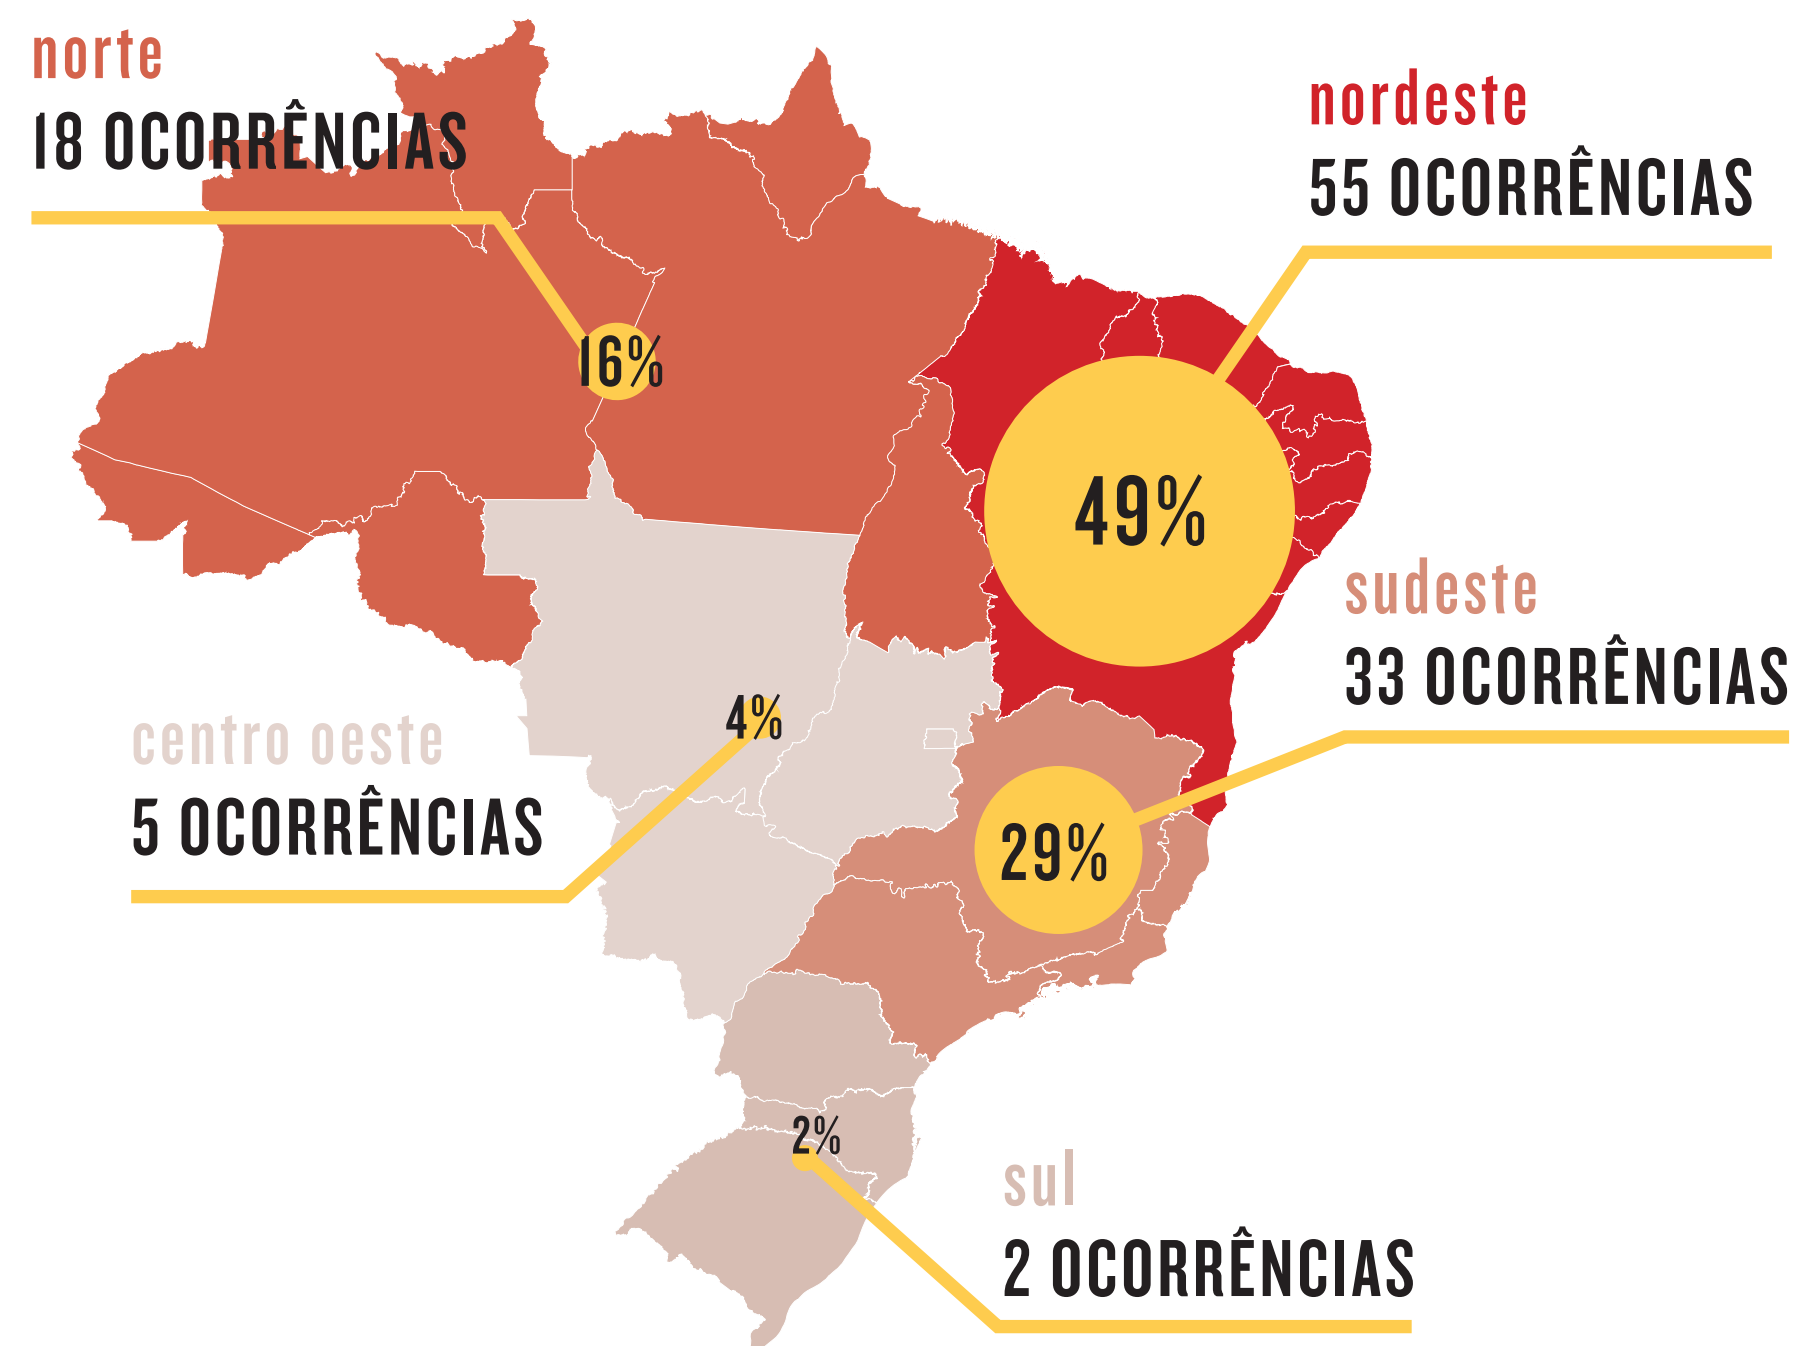 norte
18 OCORRÊNCIAS
16%
nordeste
55 OCORRÊNCIAS
49%
sudeste
33 OCORRÊNCIAS
29%
centro oeste
5 OCORRÊNCIAS
4%
sul
2 OCORRÊNCIAS
2%